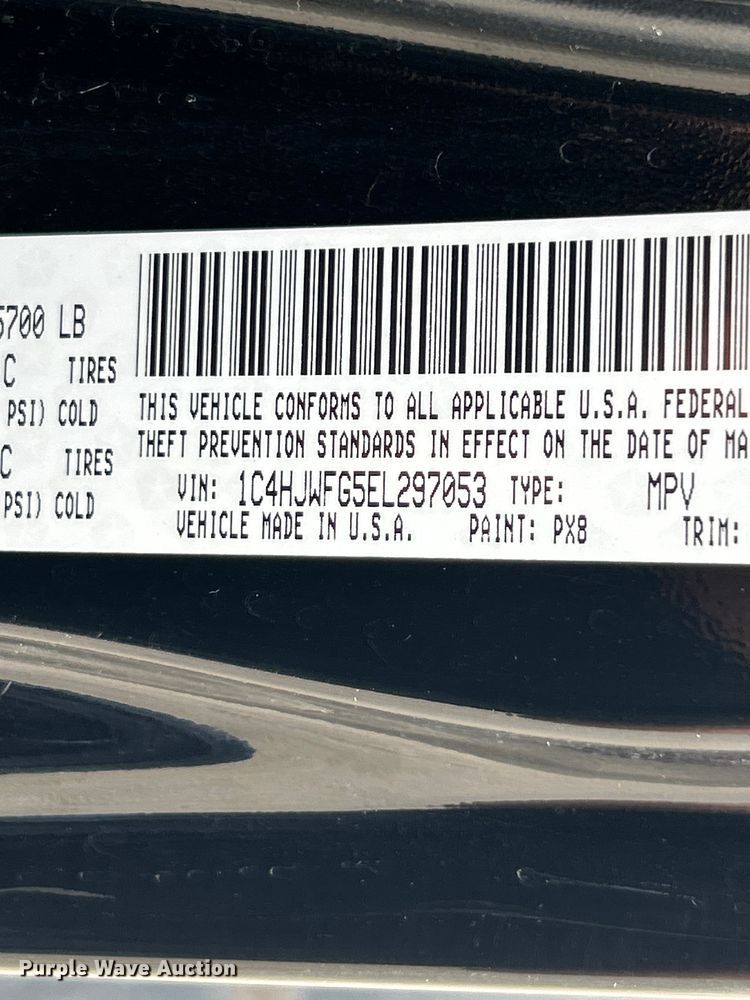 5700 LB
C TIRES
PSI) COLD
C TIRES
PSI) COLD
THIS VEHICLE CONFORMS TO ALL APPLICABLE U.S.A. FEDERAL
THEFT PREVENTION STANDARDS IN EFFECT ON THE DATE OF MA
VIN: 1C4HJWFG5EL297053 TYPE: MPV
VEHICLE MADE IN U.S.A. PAINT: PX8 TRIM:
Purple Wave Auction